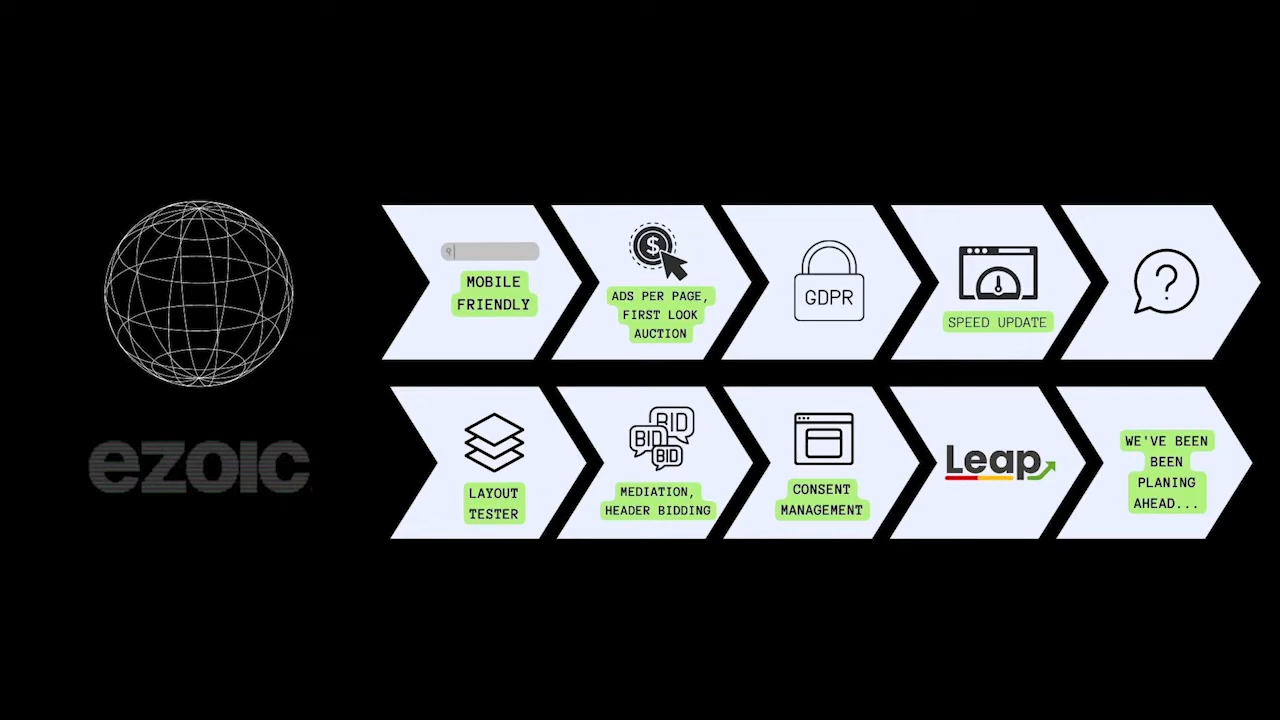 MOBILE
FRIENDLY
$
ADS PER PAGE,
FIRST LOOK
AUCTION
GDPR
SPEED UPDATE
?
ezoic
LAYOUT
TESTER
BID
BID
BID
MEDIATION,
HEADER BIDDING
CONSENT
MANAGEMENT
Leap
WE'VE BEEN
BEEN
PLANING
AHEAD...